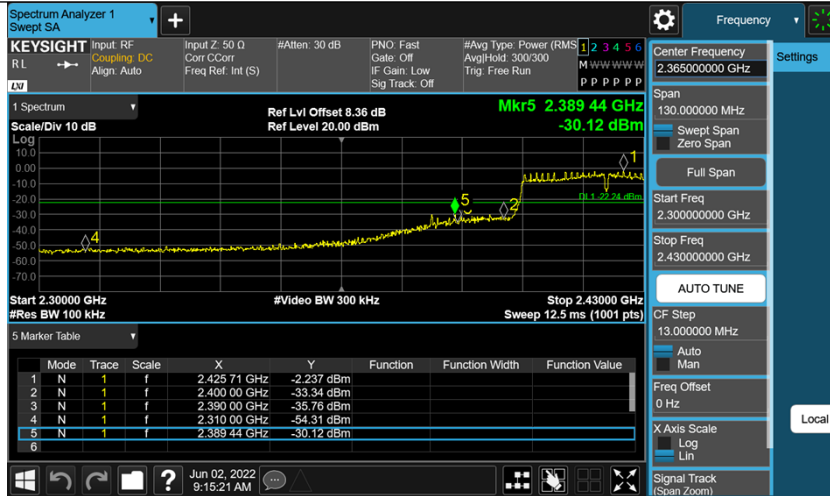 Spectrum Analyzer 1
Swept SA
+
Frequency
KEYSIGHT Input: RF Input Z: 50 Ω #Atten: 30 dB PNO: Fast #Avg Type: Power (RMS 1 2 3 4 5 6
RL Coupling: DC Corr CCorr Gate: Off Avg|Hold: 300/300 M W W W W W
Align: Auto Freq Ref: Int (S) IF Gain: Low Trig: Free Run
LXI Sig Track: Off P P P P P P
1 Spectrum
Ref Lvl Offset 8.36 dB Mkr5 2.389 44 GHz
Scale/Div 10 dB Ref Level 20.00 dBm -30.12 dBm
Log
10.0
0.00
-10.0
-20.0
-30.0
-40.0
-50.0
-60.0
-70.0
1
DL1 -22.24 dBm
5
2
4
Start 2.30000 GHz #Video BW 300 kHz Stop 2.43000 GHz
#Res BW 100 kHz Sweep 12.5 ms (1001 pts)
5 Marker Table
Mode Trace Scale X Y Function Function Width Function Value
1 N 1 f 2.425 71 GHz -2.237 dBm
2 N 1 f 2.400 00 GHz -33.34 dBm
3 N 1 f 2.390 00 GHz -35.76 dBm
4 N 1 f 2.310 00 GHz -54.31 dBm
5 N 1 f 2.389 44 GHz -30.12 dBm
6
? Jun 02, 2022
9:15:21 AM
Center Frequency
2.365000000 GHz
Span
130.000000 MHz
Swept Span
Zero Span
Full Span
Start Freq
2.300000000 GHz
Stop Freq
2.430000000 GHz
AUTO TUNE
CF Step
13.000000 MHz
Auto
Man
Freq Offset
0 Hz
X Axis Scale
Log
Lin
Signal Track
(Span Zoom)
Settings
Local